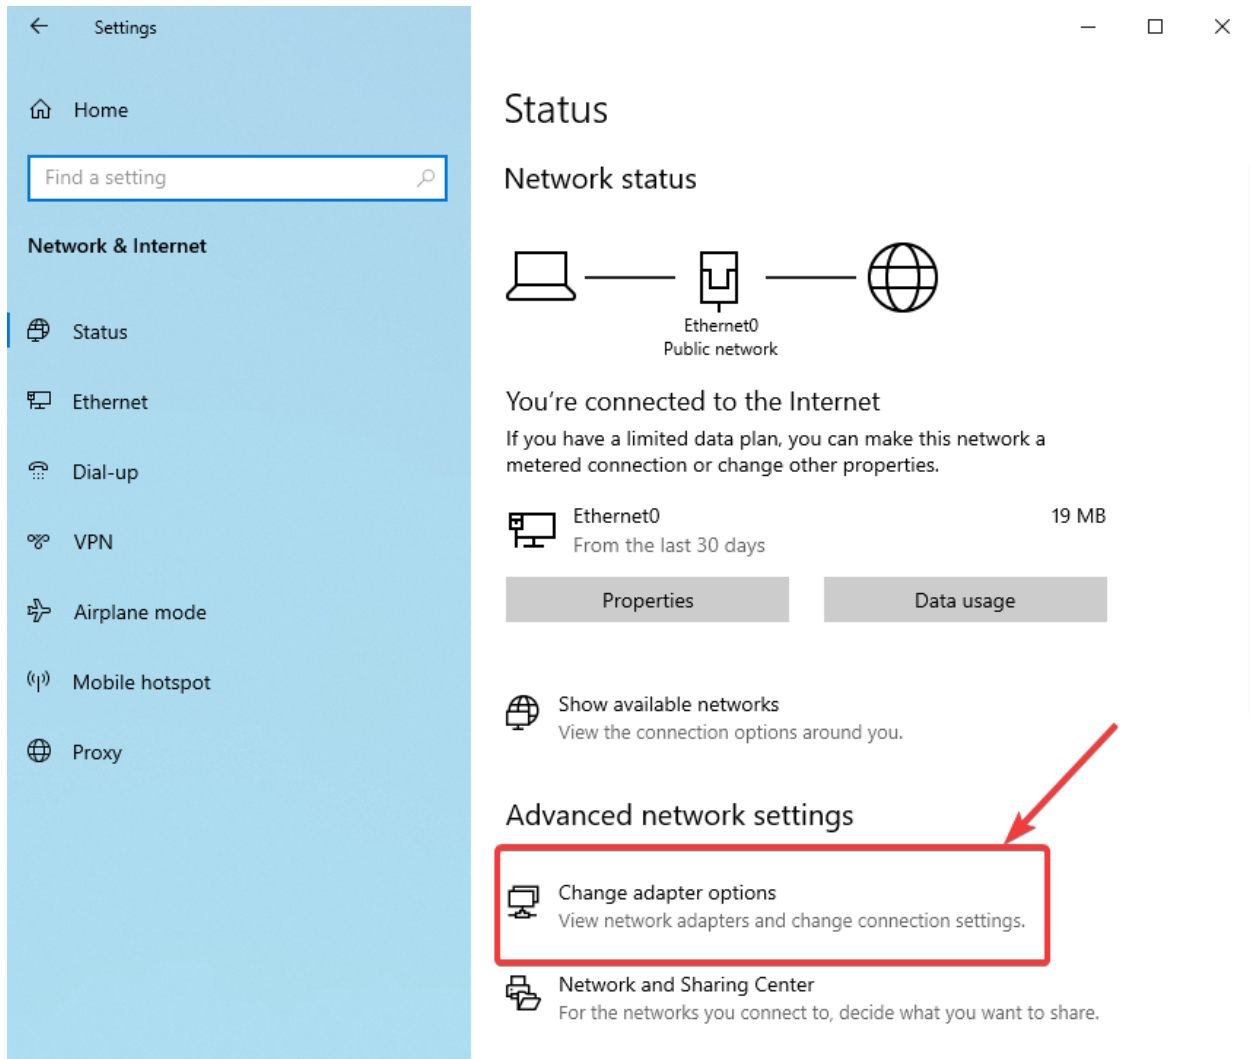 Settings
Home
Find a setting
Network & Internet
Status
Ethernet
Dial-up
VPN
Airplane mode
Mobile hotspot
Proxy
Status
Network status
Ethernet0
Public network
You're connected to the Internet
If you have a limited data plan, you can make this network a
metered connection or change other properties.
Ethernet0 19 MB
From the last 30 days
Properties Data usage
Show available networks
View the connection options around you.
Advanced network settings
Change adapter options
View network adapters and change connection settings.
Network and Sharing Center
For the networks you connect to, decide what you want to share.